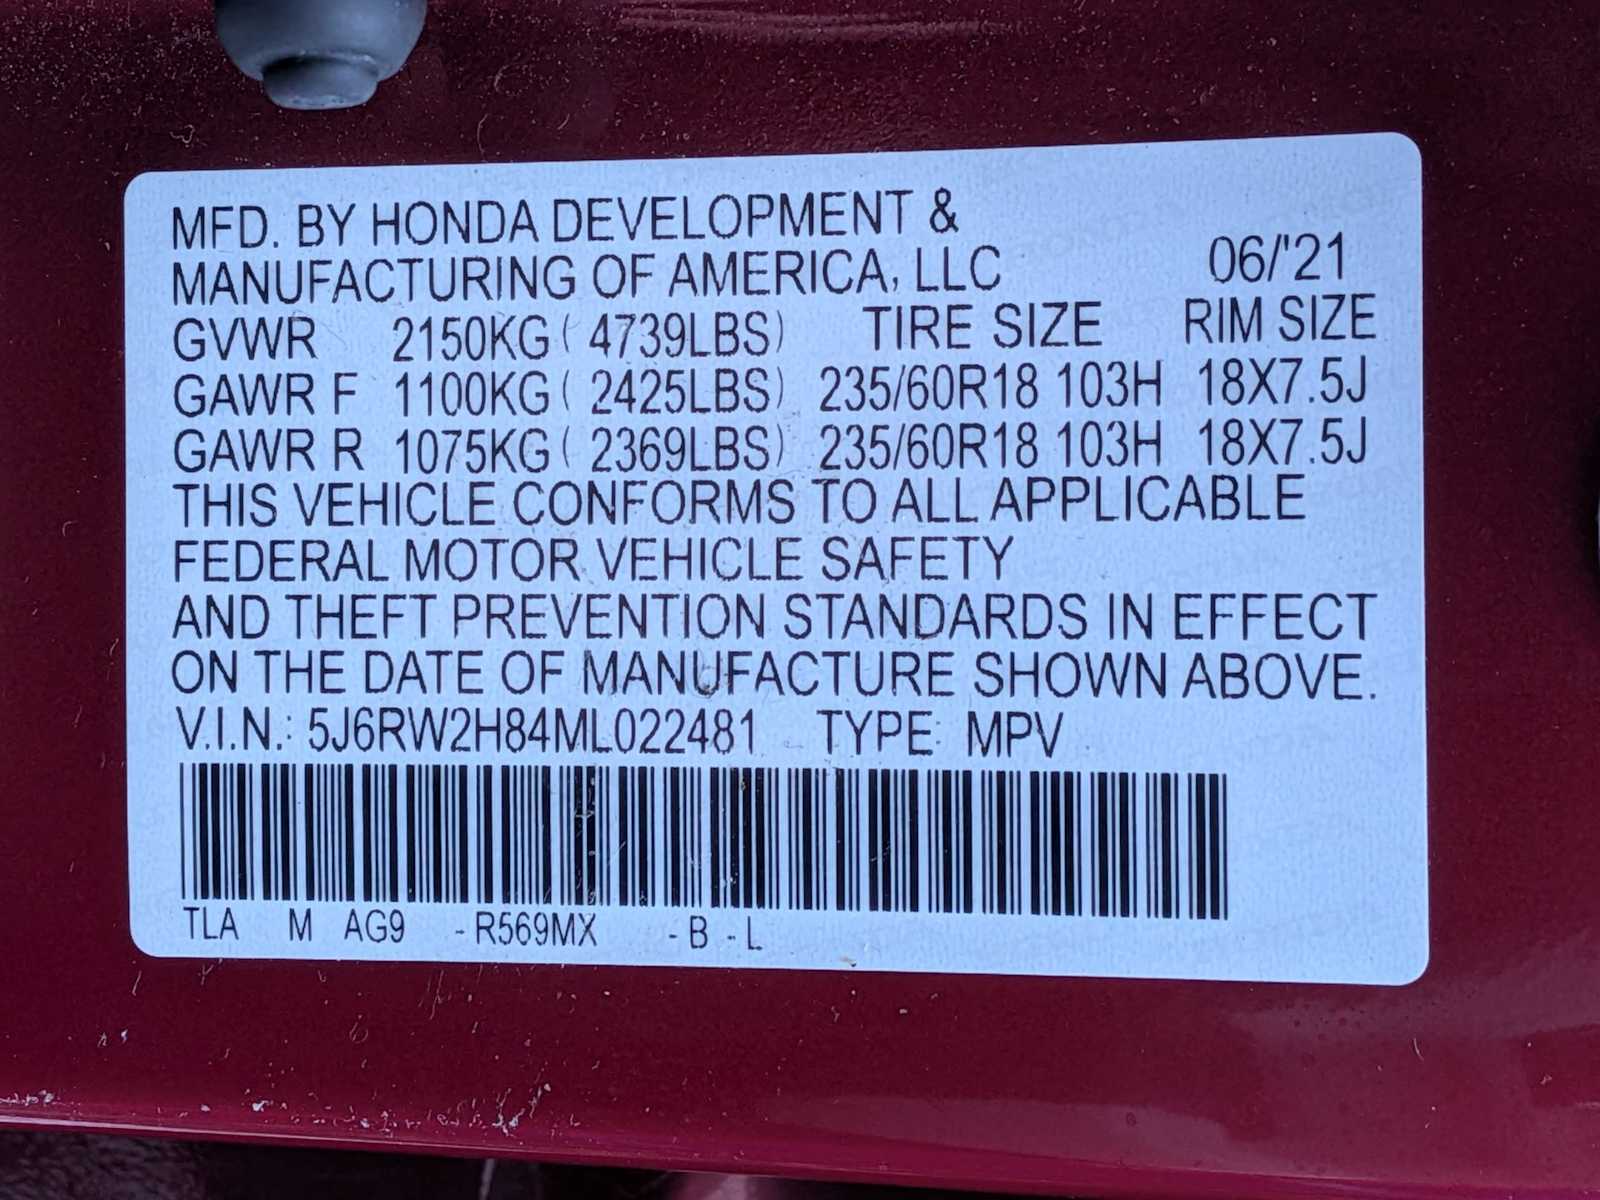 MFD. BY HONDA DEVELOPMENT &
MANUFACTURING OF AMERICA, LLC 06/'21
GVWR 2150KG ( 4739LBS) TIRE SIZE RIM SIZE
GAWR F 1100KG ( 2425LBS) 235/60R18 103H 18X7.5J
GAWR R 1075KG ( 2369LBS) 235/60R18 103H 18X7.5J
THIS VEHICLE CONFORMS TO ALL APPLICABLE
FEDERAL MOTOR VEHICLE SAFETY
AND THEFT PREVENTION STANDARDS IN EFFECT
ON THE DATE OF MANUFACTURE SHOWN ABOVE.
V.I.N.: 5J6RW2H84ML022481 TYPE: MPV
TLA M AG9 - R569MX - B - L